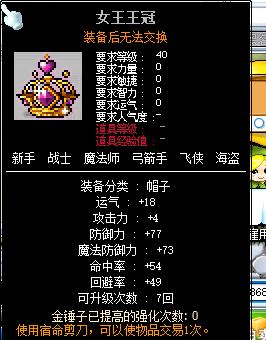 女王王冠
装备后无法交换
要求等级： 40
要求力量： 0
要求敏捷： 0
要求智力： 0
要求运气： 0
要求人气度： -
道具等级： -
道具经验值： -
新手 战士 魔法师 弓箭手 飞侠 海盗
装备分类 ： 帽子
运气 ： +18
攻击力 ： +4
防御力 ： +77
魔法防御力 ： +73
命中率 ： +54
回避率 ： +49
可升级次数 ： 7回
金锤子已提高的强化次数: 0
使用宿命剪刀，可以使物品交易1次。